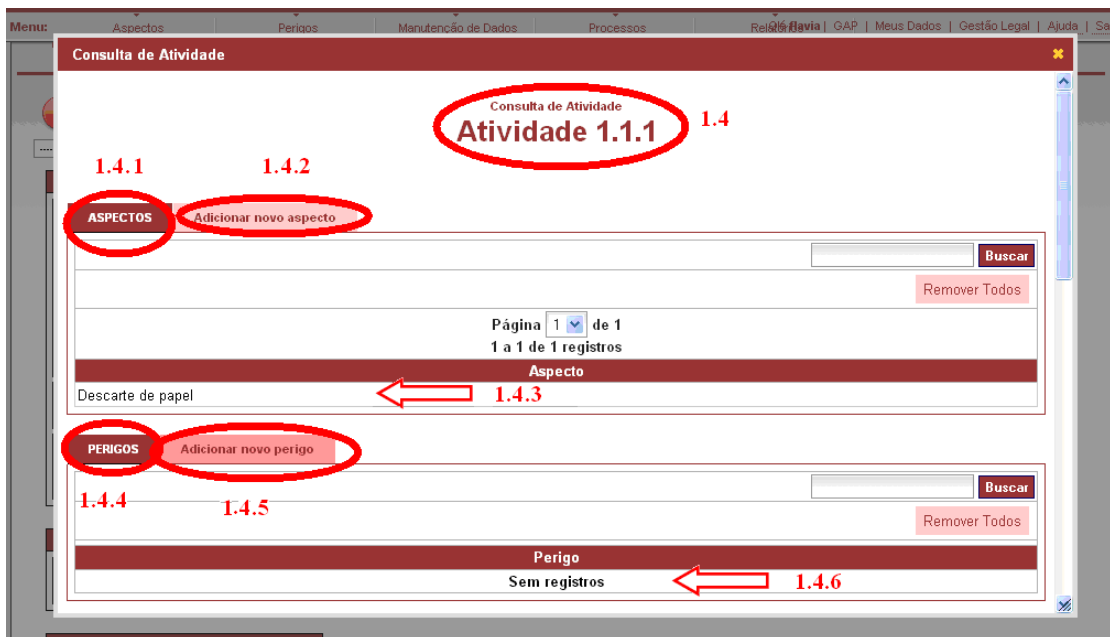 Menu: Aspectos Perigos Manutenção de Dados Processos flavia | GAP | Meus Dados | Gestão Legal | Ajuda | Sa
Consulta de Atividade
Consulta de Atividade
Atividade 1.1.1 1.4
1.4.1 1.4.2
ASPECTOS Adicionar novo aspecto
Buscar
Remover Todos
Página 1 de 1
1 a 1 de 1 registros
Aspecto
Descarte de papel 1.4.3
PERIGOS Adicionar novo perigo
Buscar
1.4.4 1.4.5
Remover Todos
Perigo
Sem registros 1.4.6